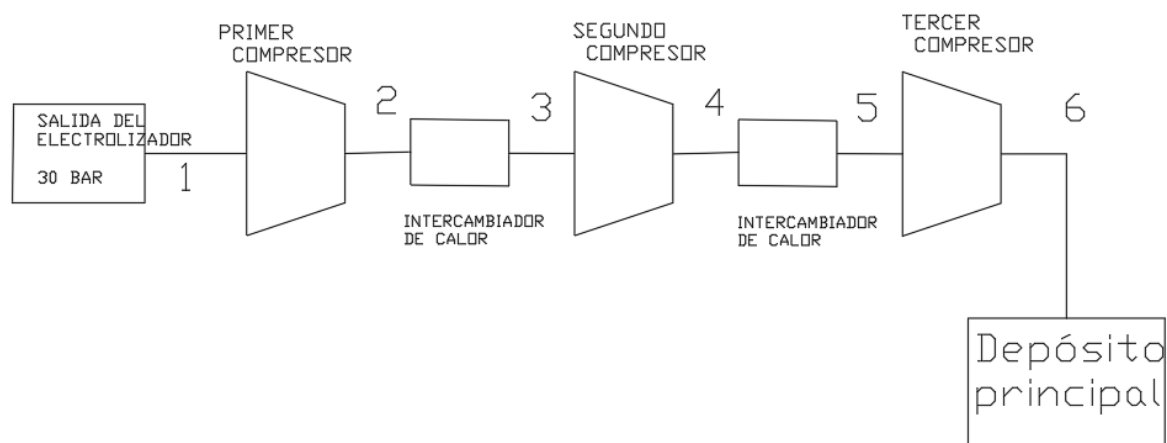 PRIMER
COMPRESOR
SEGUNDO
COMPRESOR
TERCER
COMPRESOR
SALIDA DEL
ELECTROLIZADOR
30 BAR
1
2
3
4
5
6
INTERCAMBIADOR
DE CALOR
INTERCAMBIADOR
DE CALOR
Depósito
principal